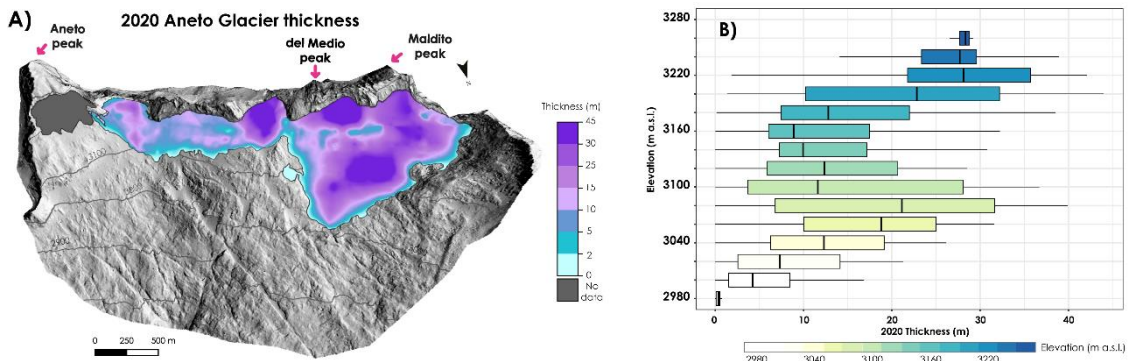 A)
2020 Aneto Glacier thickness
Aneto
peak
del Medio
peak
Maldito
peak
N
Thickness (m)
45
30
25
15
10
5
2
0
No
data
3100
2900
0 250 500 m
B)
Elevation (m a.s.l.)
3280
3220
3160
3100
3040
2980
0 10 20 30 40
2020 Thickness (m)
Elevation (m a.s.l.)
2980 3040 3100 3160 3220